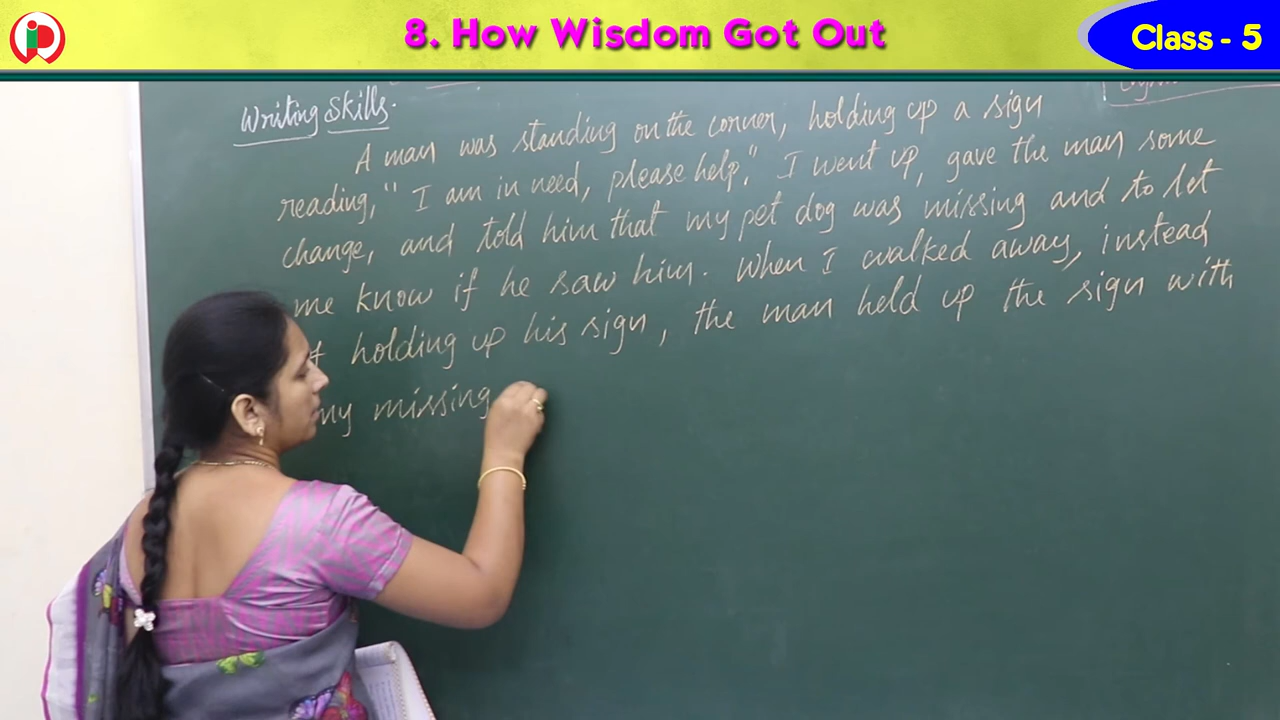 8. How Wisdom Got Out
Class - 5
Writing Skills.
A man was standing on the corner, holding up a sign
reading, "I am in need, please help." I went up, gave the man some
change, and told him that my pet dog was missing and to let
me know if he saw him. When I walked away, instead
holding up his sign, the man held up the sign with
my missing